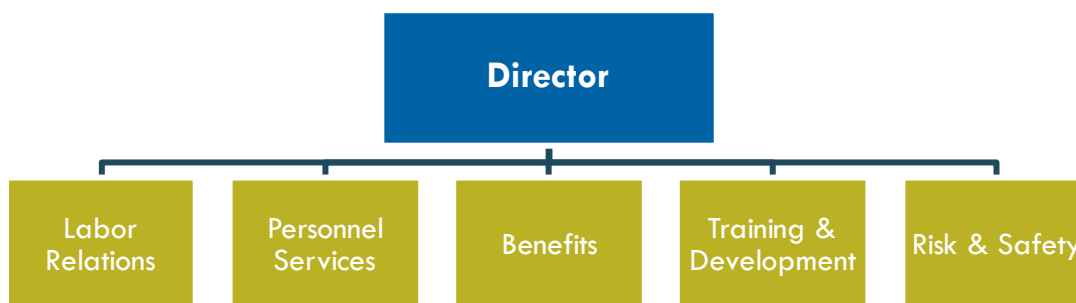 Director
Labor
Relations
Personnel
Services
Benefits
Training &
Development
Risk & Safety